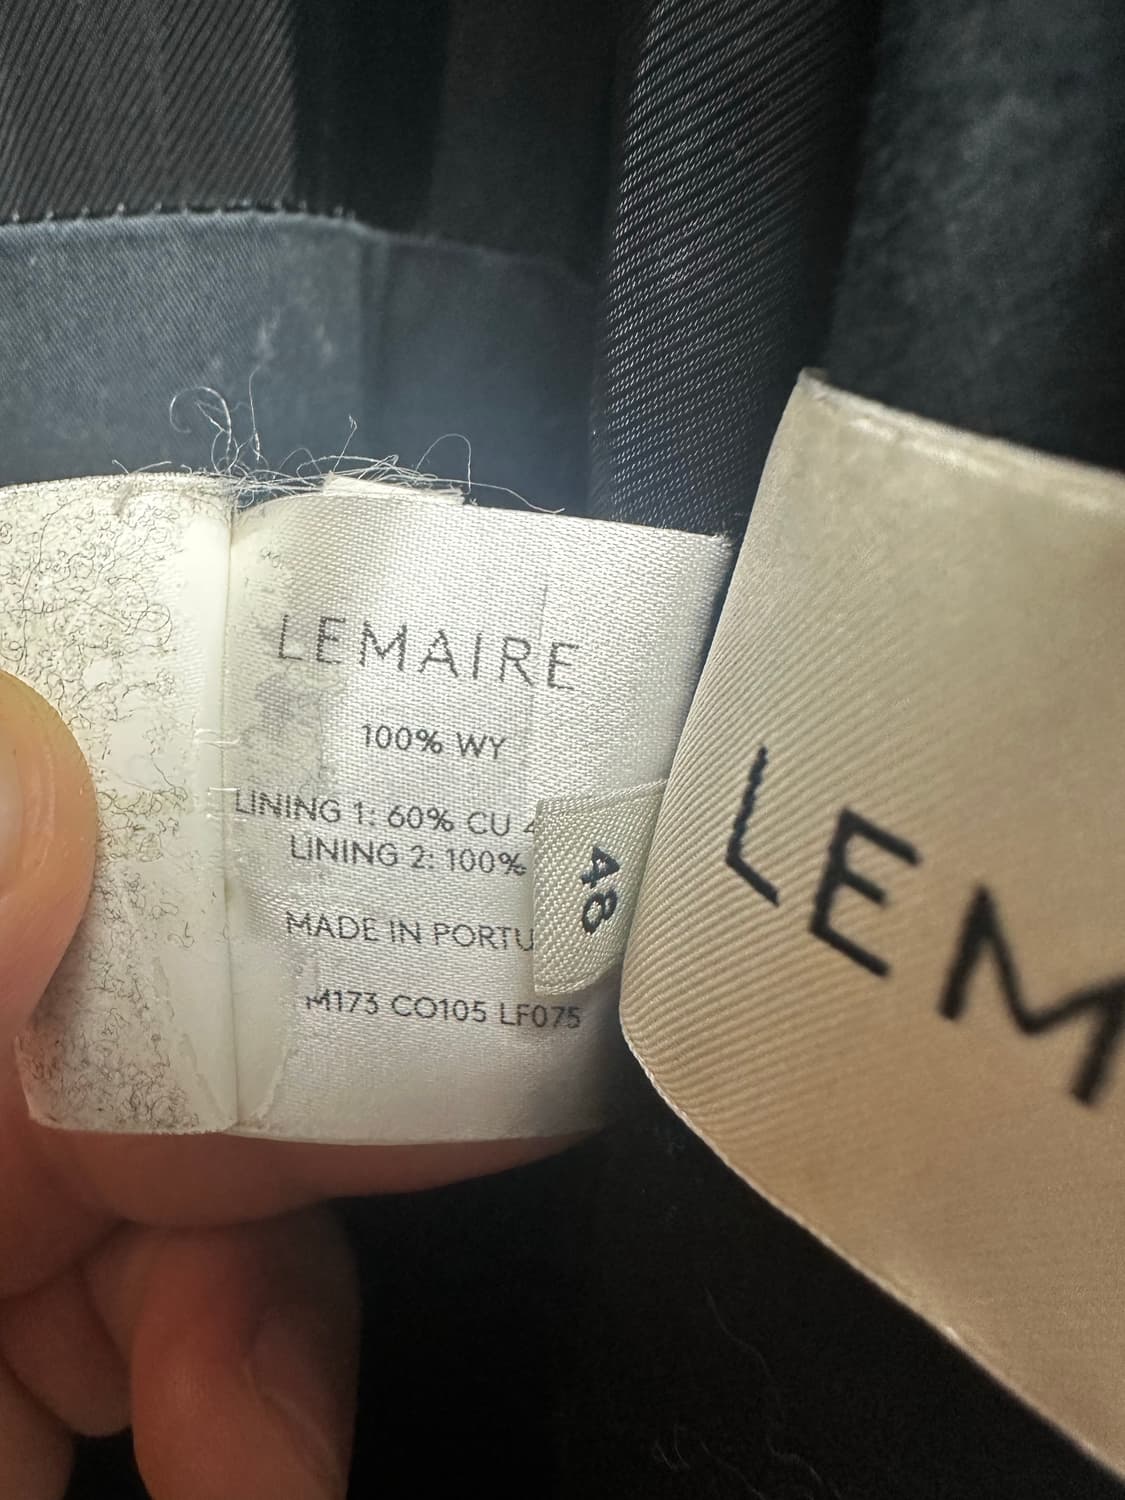 LEMAIRE
100% WY
LINING 1: 60% CU
LINING 2: 100%
MADE IN PORTU
M173 CO105 LF075
48
LEM